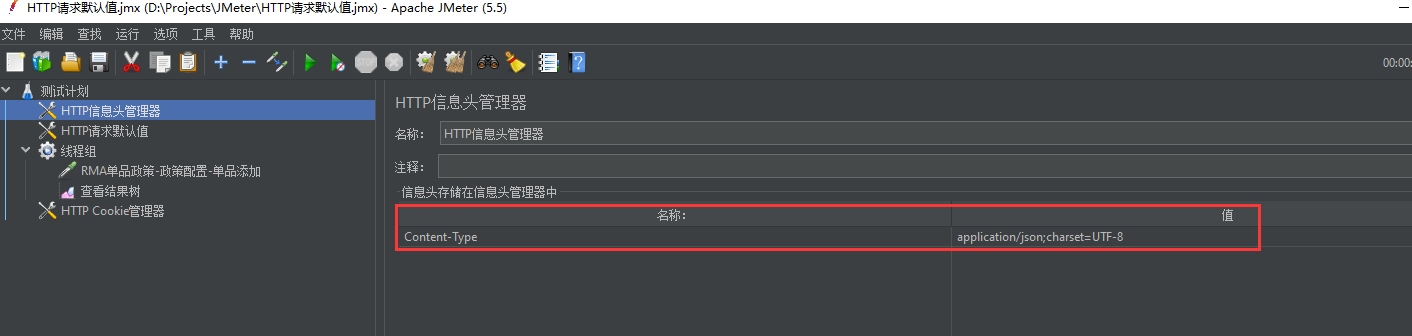 HTTP请求默认值.jmx (D:\Projects\JMeter\HTTP请求默认值.jmx) - Apache JMeter (5.5)
文件 编辑 查找 运行 选项 工具 帮助
STOP
00:00:
测试计划
HTTP信息头管理器
HTTP请求默认值
线程组
RMA单品政策-政策配置-单品添加
查看结果树
HTTP Cookie管理器
HTTP信息头管理器
名称: HTTP信息头管理器
注释:
信息头存储在信息头管理器中
名称: 值
Content-Type application/json;charset=UTF-8